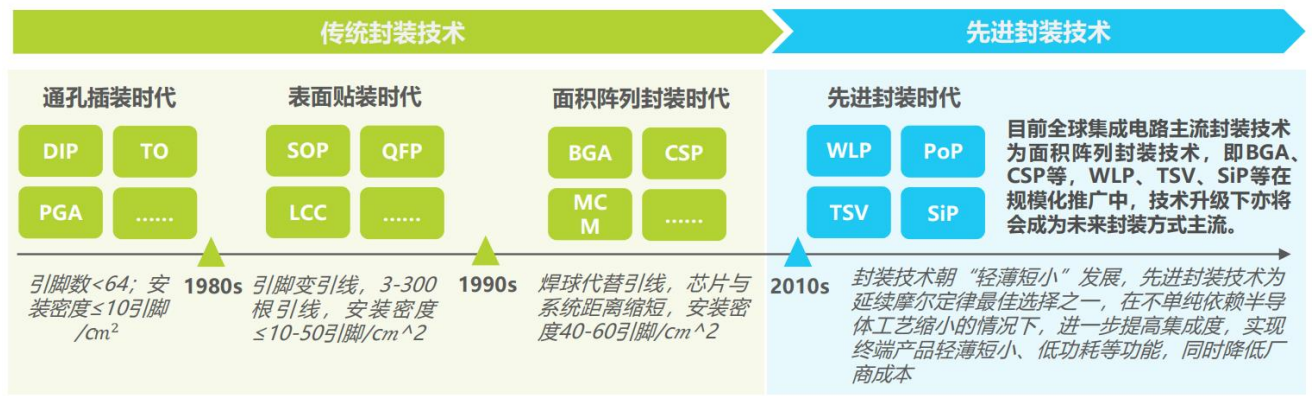 传统封装技术
先进封装技术
通孔插装时代
DIP
TO
PGA
……
表面贴装时代
SOP
QFP
LCC
……
面积阵列封装时代
BGA
CSP
MC
M
……
先进封装时代
WLP
PoP
TSV
SiP
目前全球集成电路主流封装技术
为面积阵列封装技术，即BGA、
CSP等，WLP、TSV、SiP等在
规模化推广中，技术升级下亦将
会成为未来封装方式主流。
引脚数<64；安
装密度≤10引脚
/cm²
1980s
引脚变引线，3-300
根引线，安装密度
≤10-50引脚/cm^2
1990s
焊球代替引线，芯片与
系统距离缩短，安装密
度40-60引脚/cm^2
2010s
封装技术朝“轻薄短小”发展，先进封装技术为
延续摩尔定律最佳选择之一，在不单纯依赖半导
体工艺缩小的情况下，进一步提高集成度，实现
终端产品轻薄短小、低功耗等功能，同时降低厂
商成本